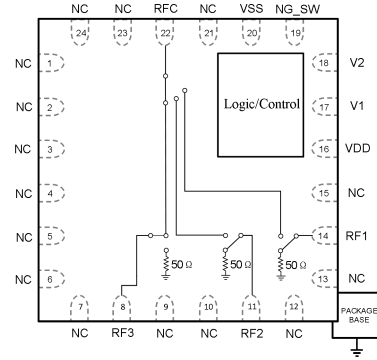 NC NC RFC NC VSS NG_SW
24 23 22 21 20 19
NC 1 18 V2
Logic/Control
NC 2 17 V1
NC 3 16 VDD
NC 4 15 NC
NC 5 14 RF1
50 Ω 50 Ω 50 Ω
NC 6 13 NC
7 8 9 10 11 12
NC RF3 NC NC RF2 NC
PACKAGE
BASE